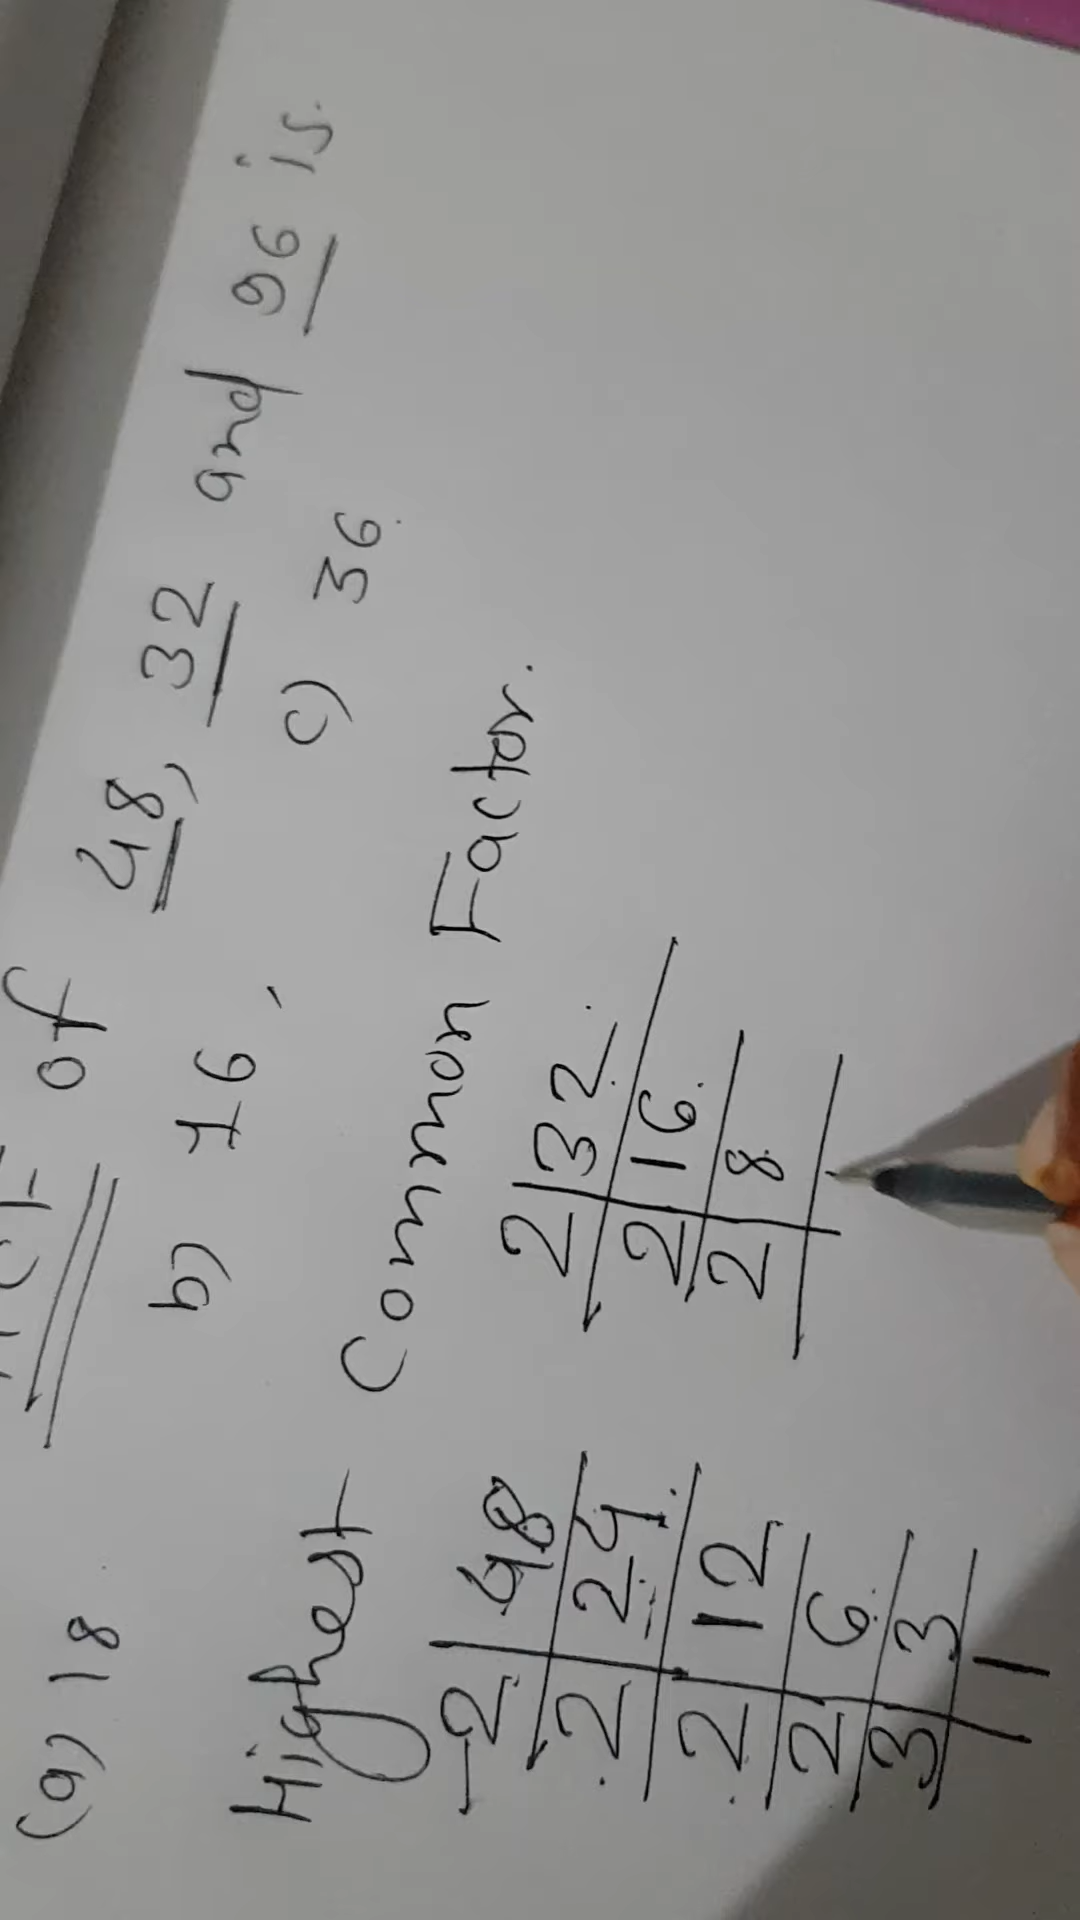 HCF of 48, 32 and 96 is.
(a) 18 b) 16, c) 36.
Highest Common Factor.
2 48 2 32.
2 24. 2 16.
2 12 2 8
2 6.
3 3
1